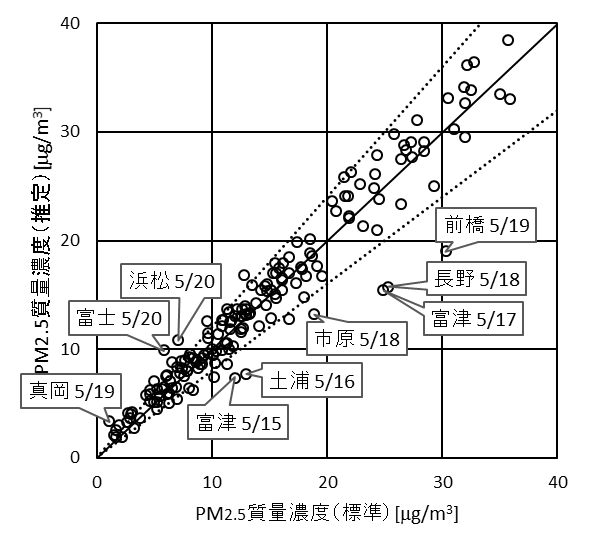 40
30
20
10
0
PM2.5質量濃度(推定) [μg/m³]
前橋 5/19
浜松 5/20
長野 5/18
富士 5/20
富津 5/17
市原 5/18
真岡 5/19
土浦 5/16
富津 5/15
0 10 20 30 40
PM2.5質量濃度(標準) [μg/m³]